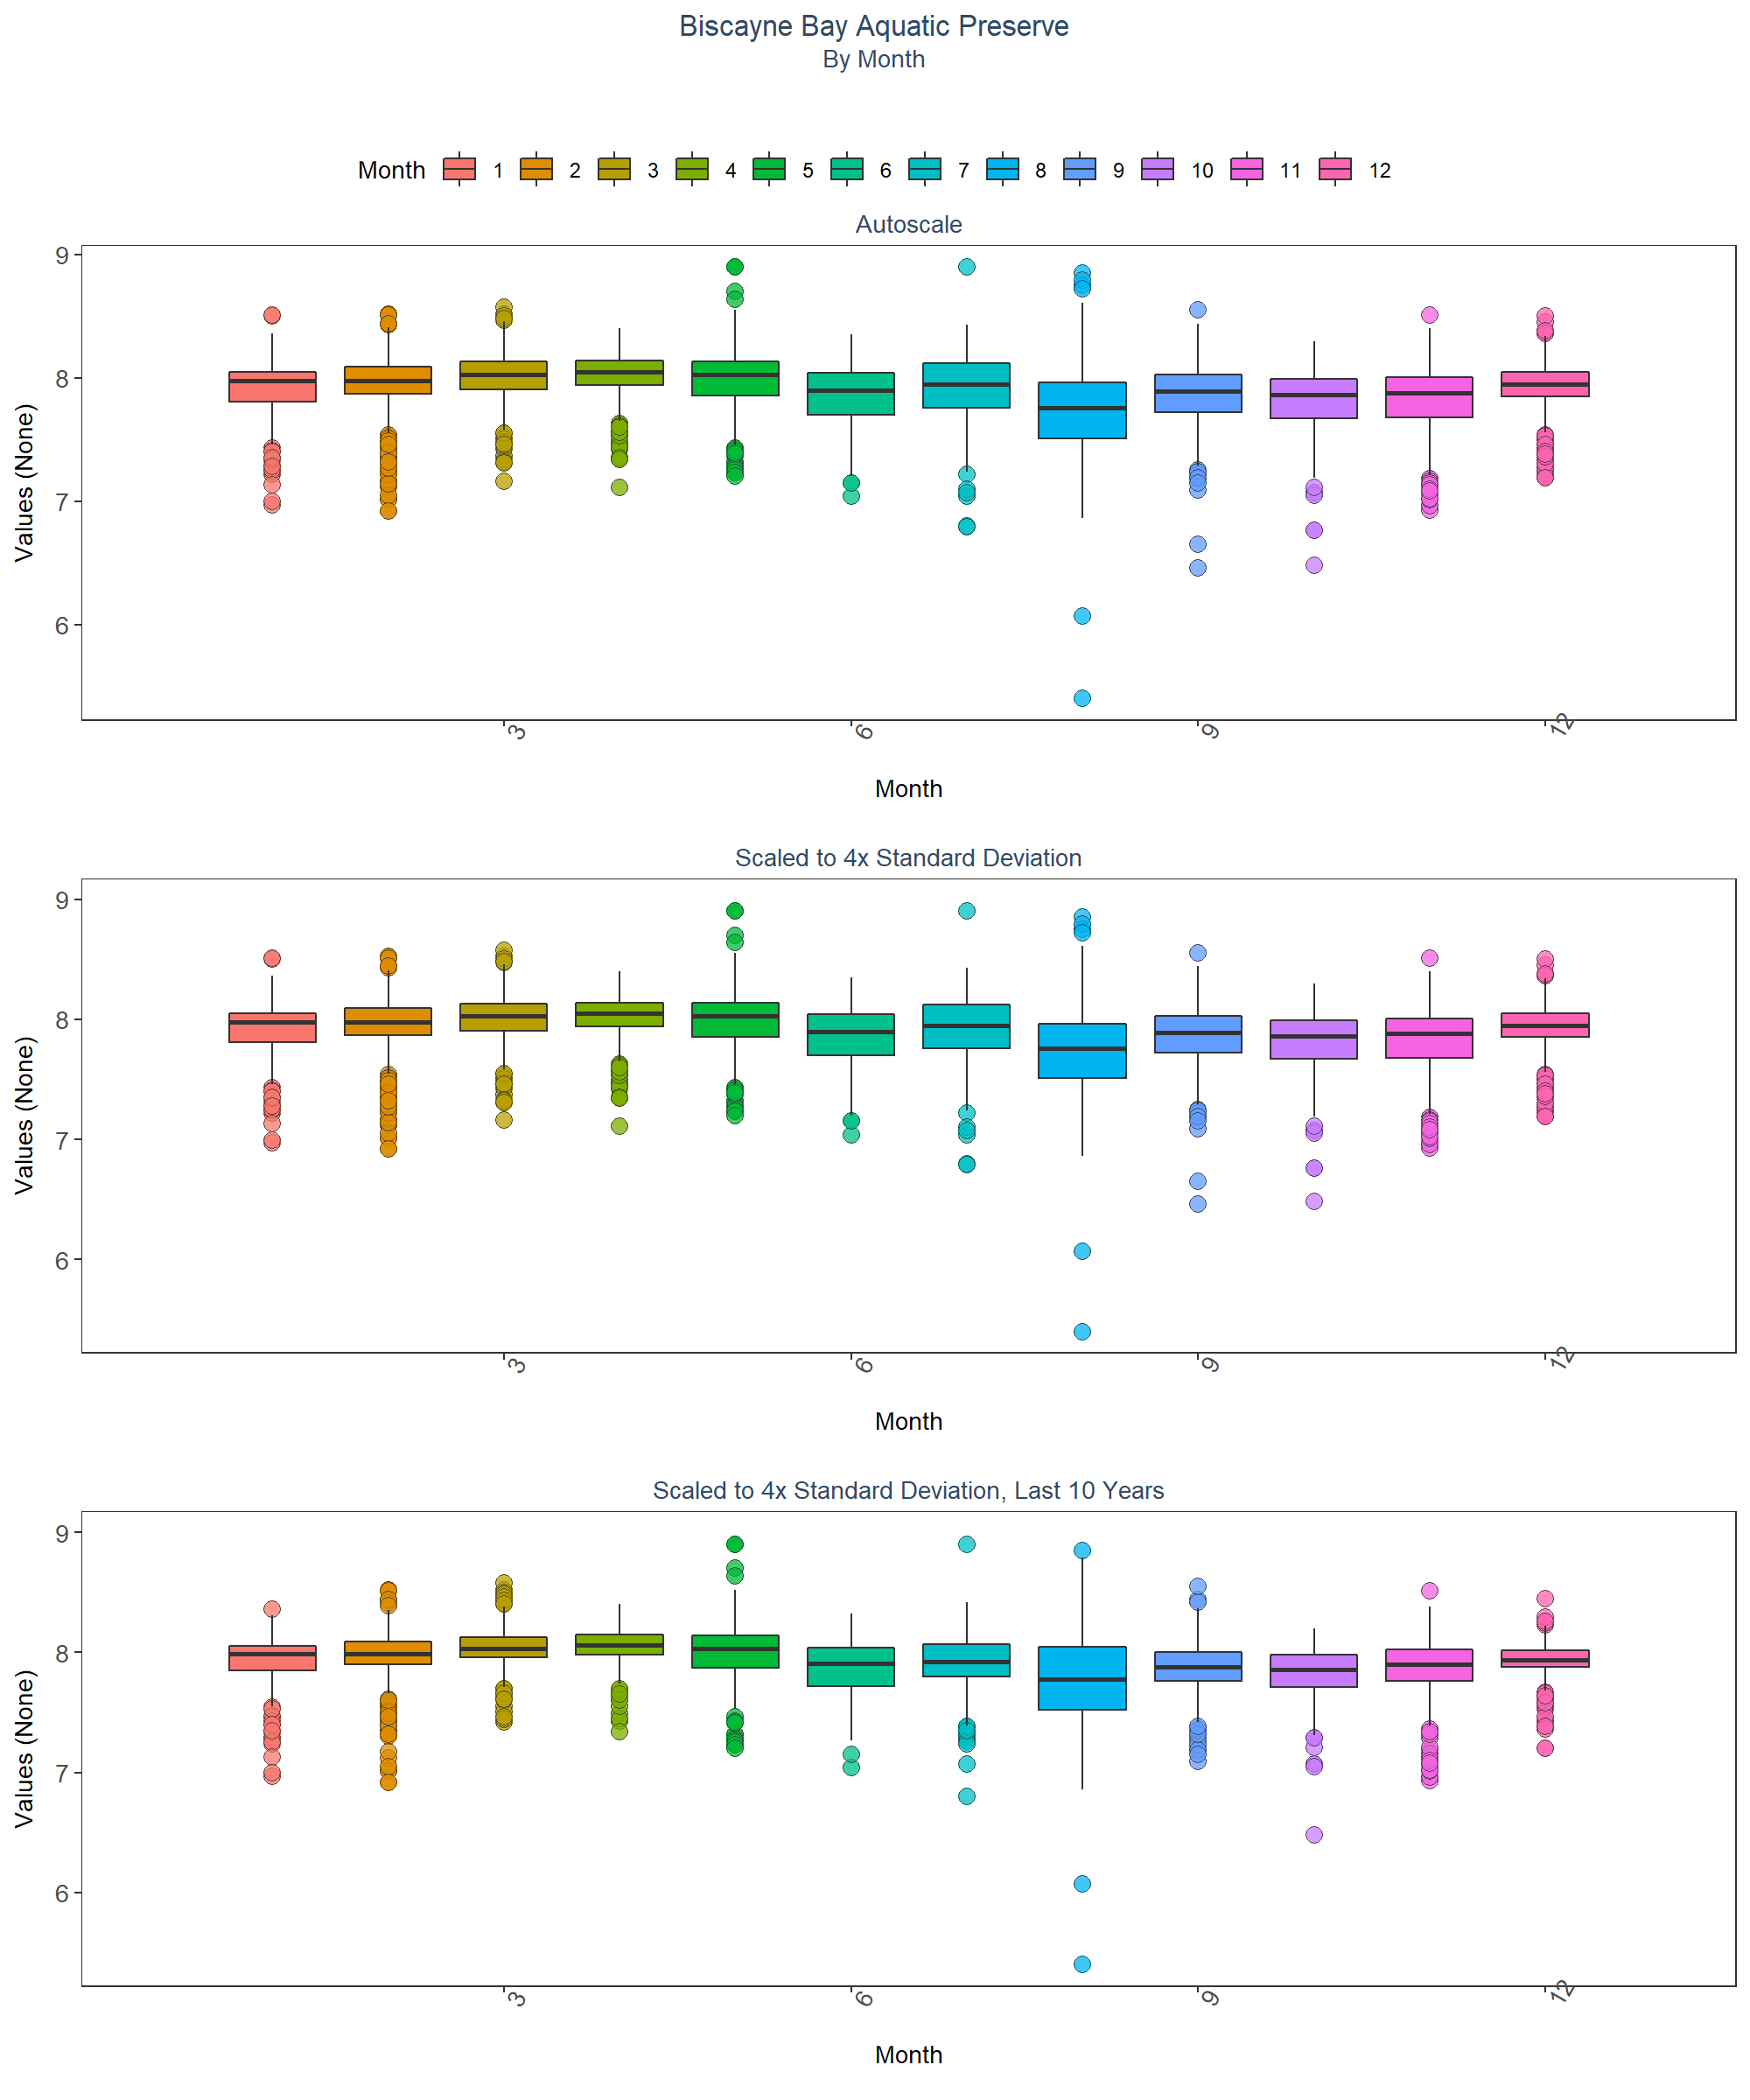 Biscayne Bay Aquatic Preserve
By Month
Month 1 2 3 4 5 6 7 8 9 10 11 12
Autoscale
Values (None)
9
8
7
6
3 6 9 12
Month
Scaled to 4x Standard Deviation
Values (None)
9
8
7
6
3 6 9 12
Month
Scaled to 4x Standard Deviation, Last 10 Years
Values (None)
9
8
7
6
3 6 9 12
Month